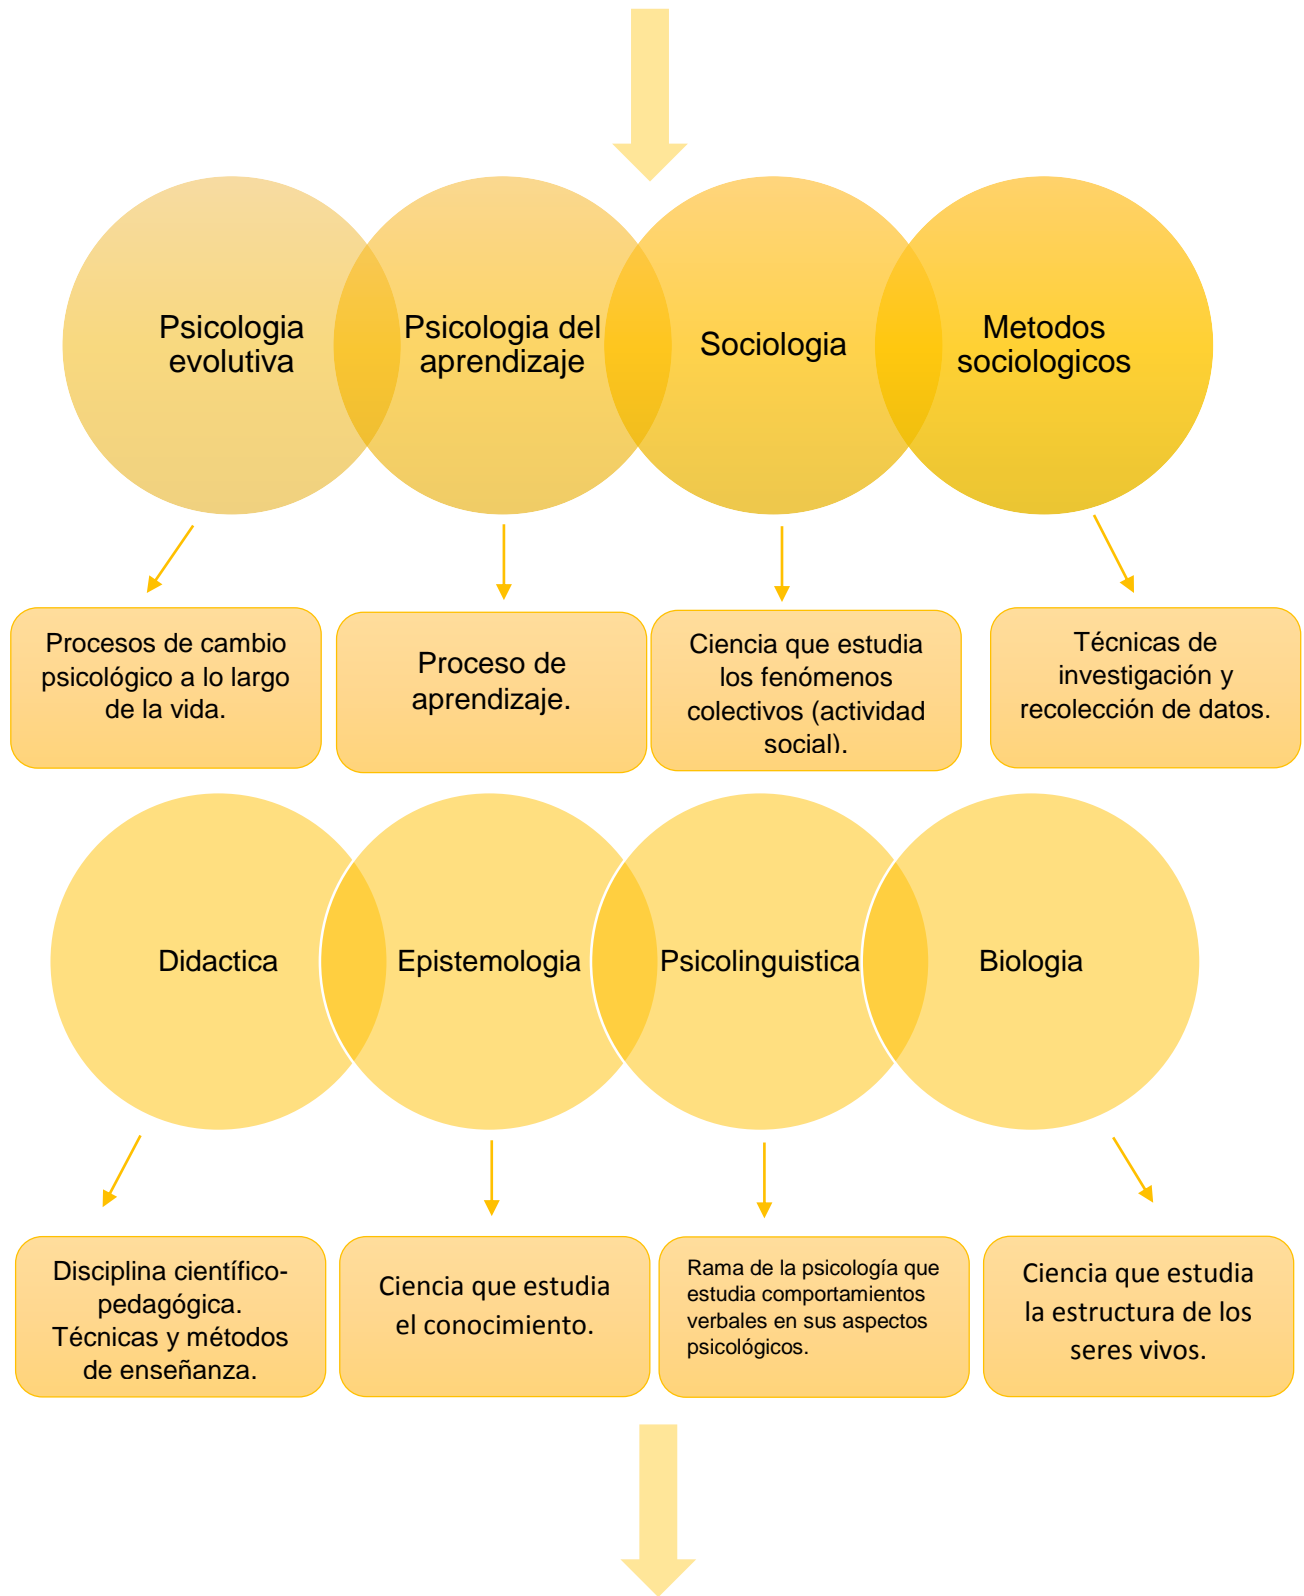 Psicologia
evolutiva
Psicologia del
aprendizaje
Sociologia
Metodos
sociologicos
Procesos de cambio
psicológico a lo largo
de la vida.
Proceso de
aprendizaje.
Ciencia que estudia
los fenómenos
colectivos (actividad
social).
Técnicas de
investigación y
recolección de datos.
Didactica
Epistemologia
Psicolinguistica
Biologia
Disciplina científico-
pedagógica.
Técnicas y métodos
de enseñanza.
Ciencia que estudia
el conocimiento.
Rama de la psicología que
estudia comportamientos
verbales en sus aspectos
psicológicos.
Ciencia que estudia
la estructura de los
seres vivos.